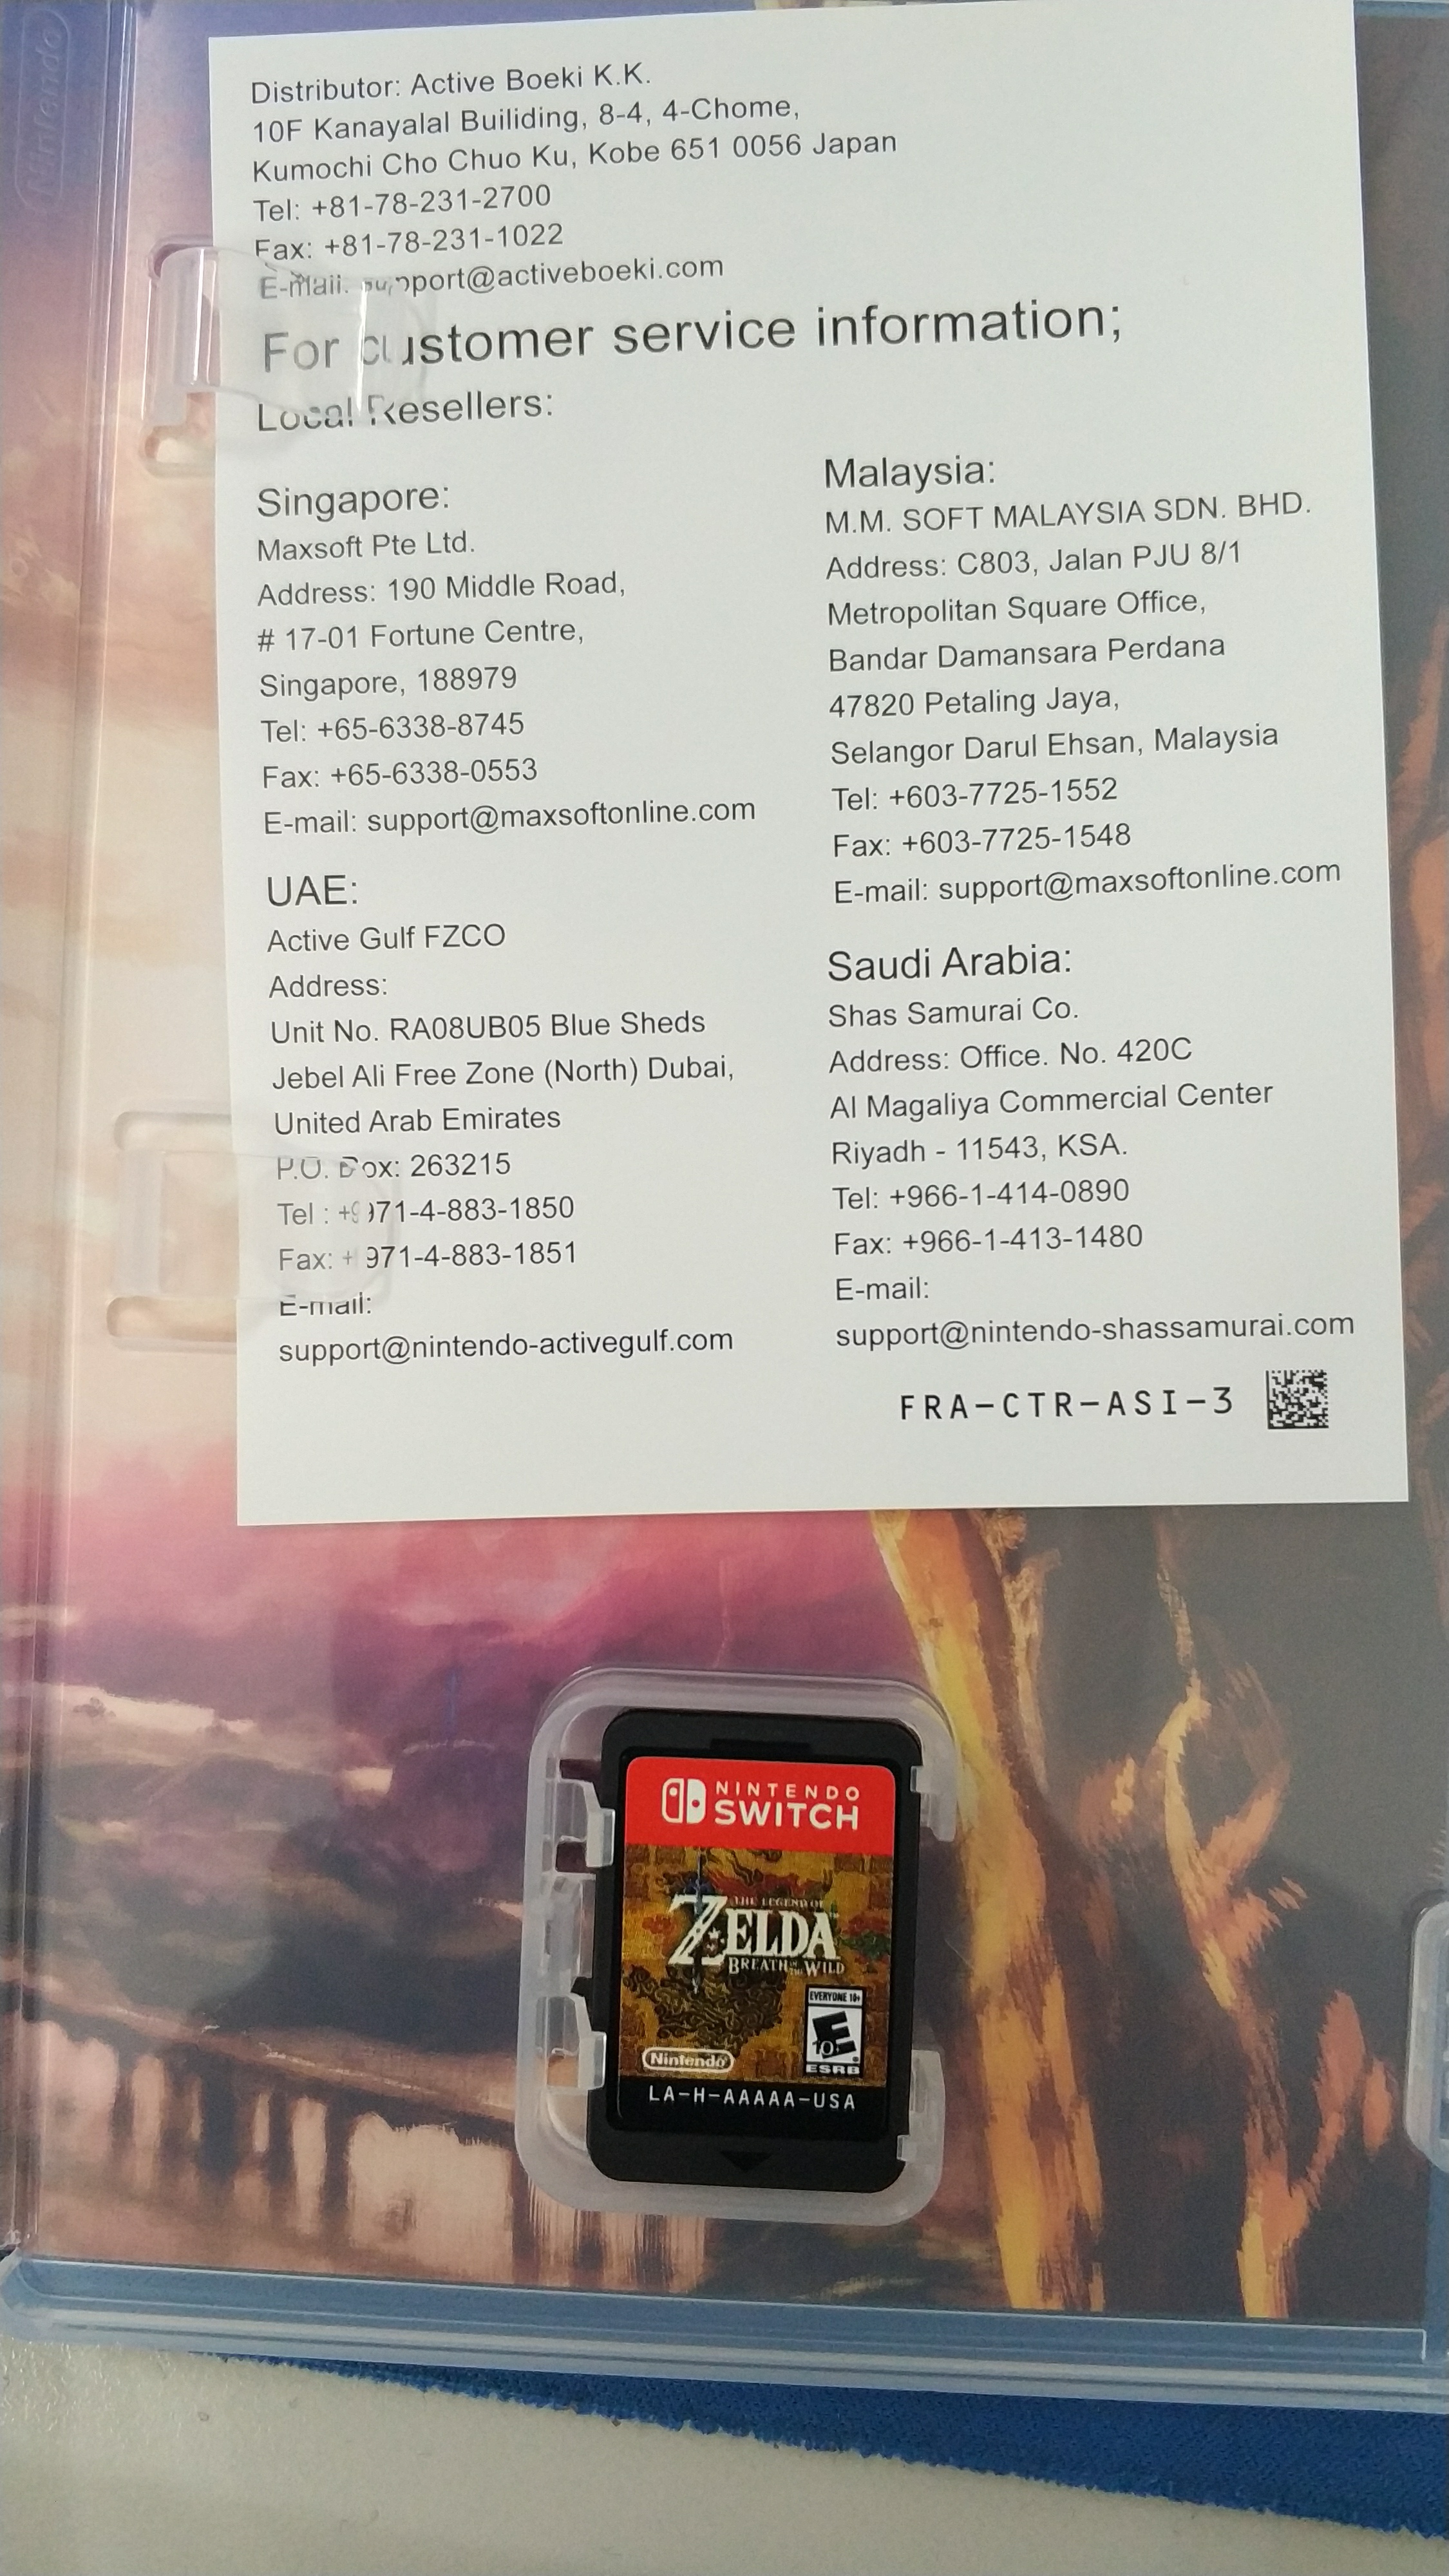 Nintendo
Distributor: Active Boeki K.K.
10F Kanayalal Builiding, 8-4, 4-Chome,
Kumochi Cho Chuo Ku, Kobe 651 0056 Japan
Tel: +81-78-231-2700
Fax: +81-78-231-1022
E-Mail: support@activeboeki.com
For customer service information;
Local Resellers:
Singapore:
Maxsoft Pte Ltd.
Address: 190 Middle Road,
# 17-01 Fortune Centre,
Singapore, 188979
Tel: +65-6338-8745
Fax: +65-6338-0553
E-mail: support@maxsoftonline.com
UAE:
Active Gulf FZCO
Address:
Unit No. RA08UB05 Blue Sheds
Jebel Ali Free Zone (North) Dubai,
United Arab Emirates
P.O. Box: 263215
Tel : +971-4-883-1850
Fax: + 971-4-883-1851
E-mail:
support@nintendo-activegulf.com
Malaysia:
M.M. SOFT MALAYSIA SDN. BHD.
Address: C803, Jalan PJU 8/1
Metropolitan Square Office,
Bandar Damansara Perdana
47820 Petaling Jaya,
Selangor Darul Ehsan, Malaysia
Tel: +603-7725-1552
Fax: +603-7725-1548
E-mail: support@maxsoftonline.com
Saudi Arabia:
Shas Samurai Co.
Address: Office. No. 420C
Al Magaliya Commercial Center
Riyadh - 11543, KSA.
Tel: +966-1-414-0890
Fax: +966-1-413-1480
E-mail:
support@nintendo-shassamurai.com
FRA-CTR-ASI-3
NINTENDO
SWITCH
THE LEGEND OF
ZELDA
BREATH OF THE WILD
EVERYONE 10+
E
10+
ESRB
Nintendo
LA-H-AAAAA-USA